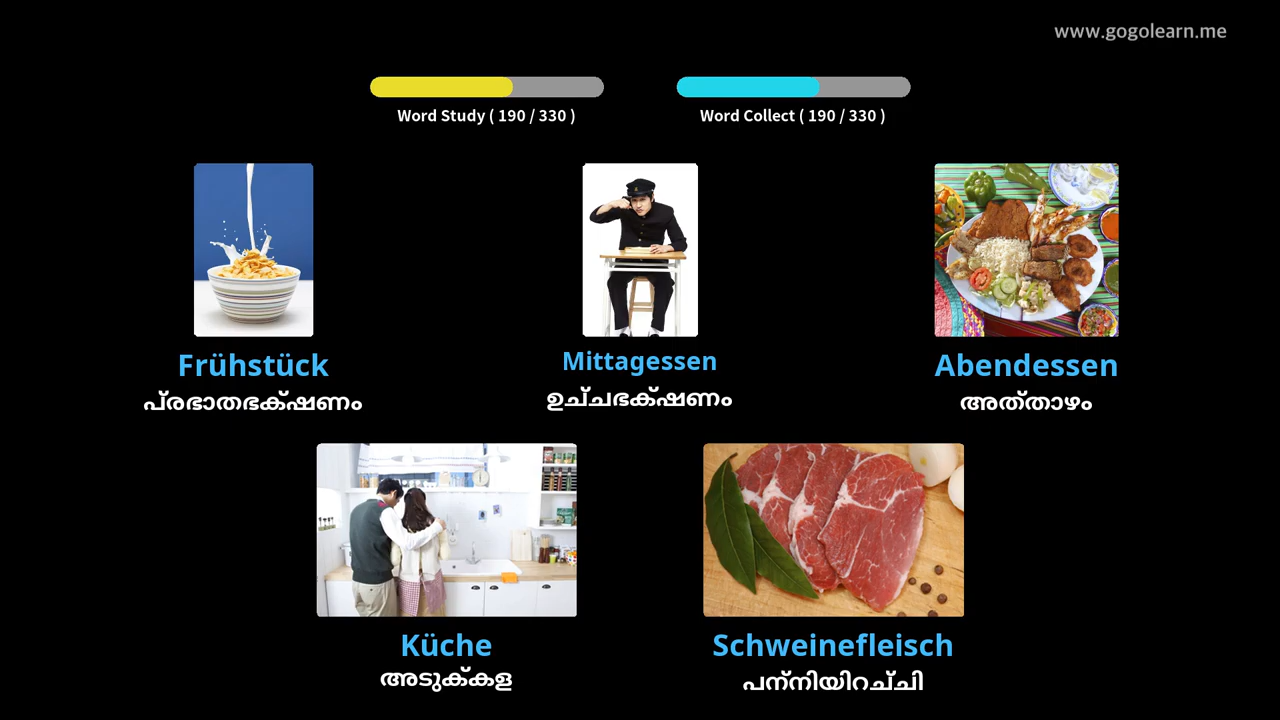 www.gogolearn.me
Word Study ( 190 / 330 )
Word Collect ( 190 / 330 )
Frühstück
പ്രഭാതഭക്ഷണം
Mittagessen
ഉച്ചഭക്ഷണം
Abendessen
അത്താഴം
Küche
അടുക്കള
Schweinefleisch
പന്നിയിറച്ചി